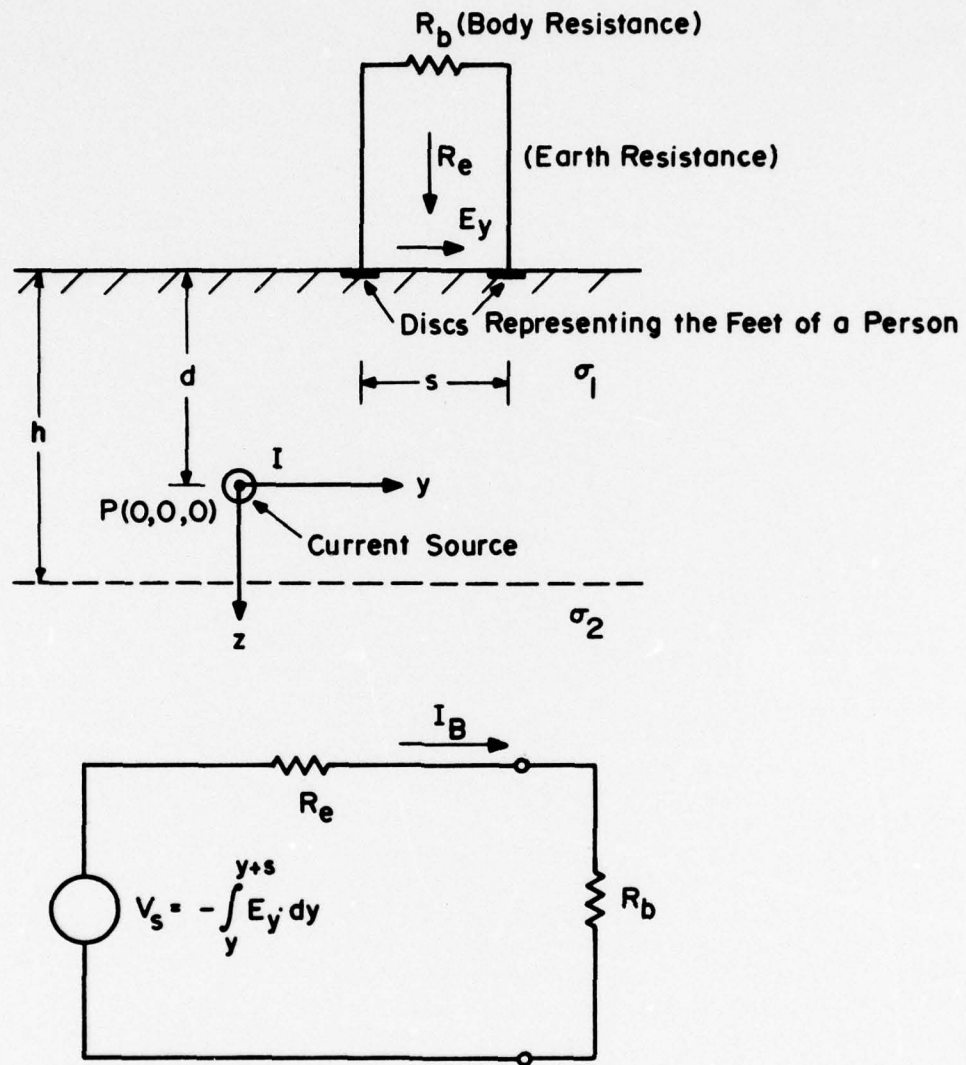 R_b (Body Resistance)
R_e
(Earth Resistance)
E_y
Discs Representing the Feet of a Person
d
s
σ_1
h
I
y
P(0,0,0)
Current Source
σ_2
z
I_B
R_e
V_s = - ∫_y^{y+s} E_y · dy
R_b